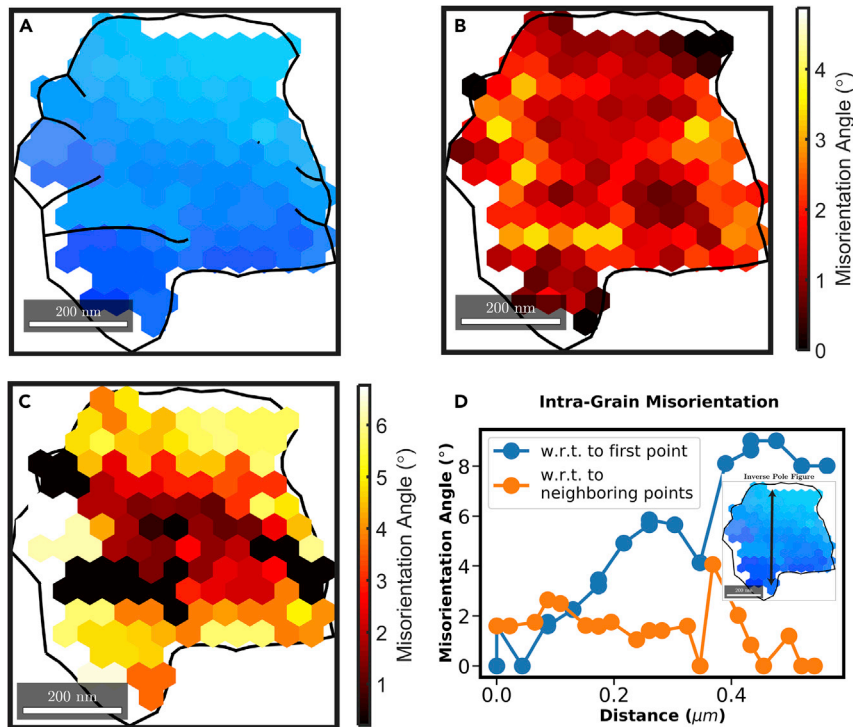 A
200 nm
B
4
3
2
1
0
Misorientation Angle (°)
200 nm
C
6
5
4
3
2
1
Misorientation Angle (°)
200 nm
D
Intra-Grain Misorientation
w.r.t. to first point
w.r.t. to
neighboring points
8
6
4
2
0
Misorientation Angle (°)
Inverse Pole Figure
200 nm
0.0
0.2
0.4
Distance (μm)